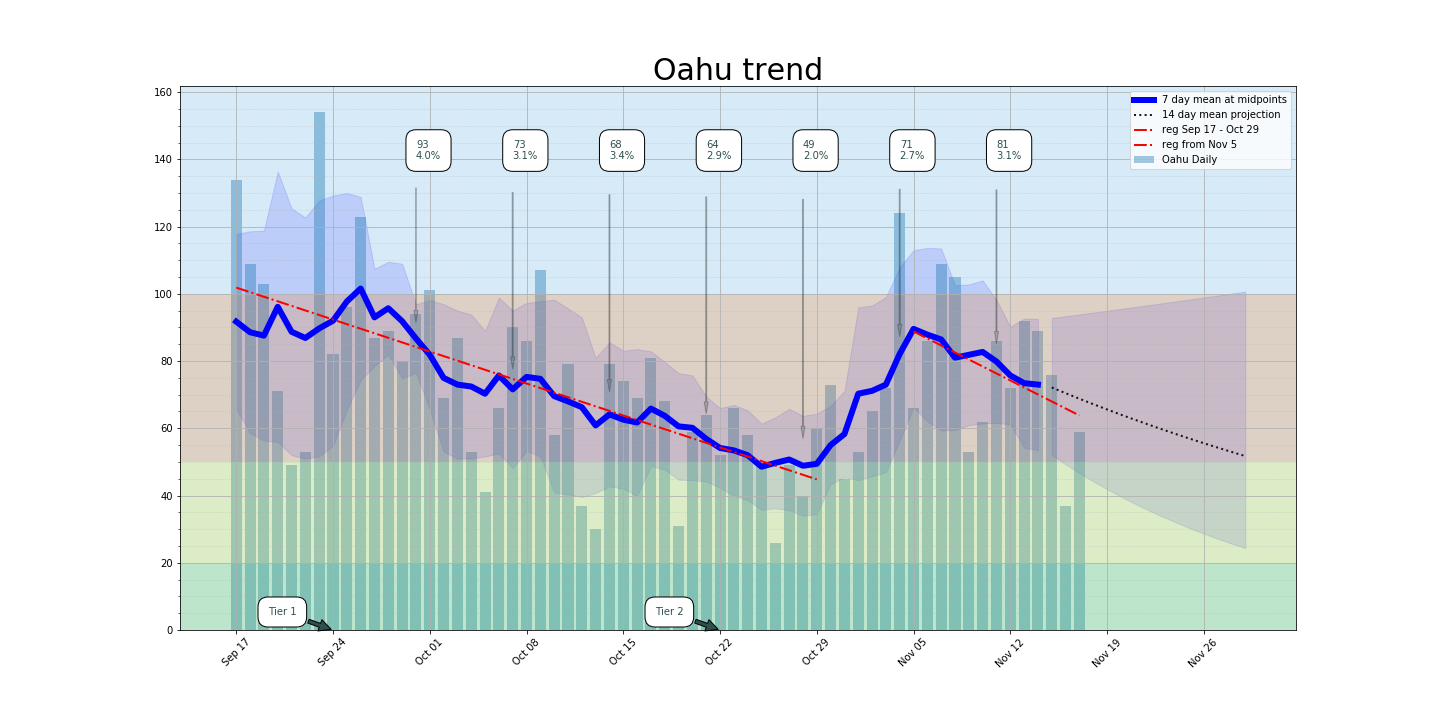 Oahu trend
160
140
120
100
80
60
40
20
0
7 day mean at midpoints
14 day mean projection
reg Sep 17 - Oct 29
reg from Nov 5
Oahu Daily
93
4.0%
73
3.1%
68
3.4%
64
2.9%
49
2.0%
71
2.7%
81
3.1%
Tier 1
Tier 2
Sep 17
Sep 24
Oct 01
Oct 08
Oct 15
Oct 22
Oct 29
Nov 05
Nov 12
Nov 19
Nov 26